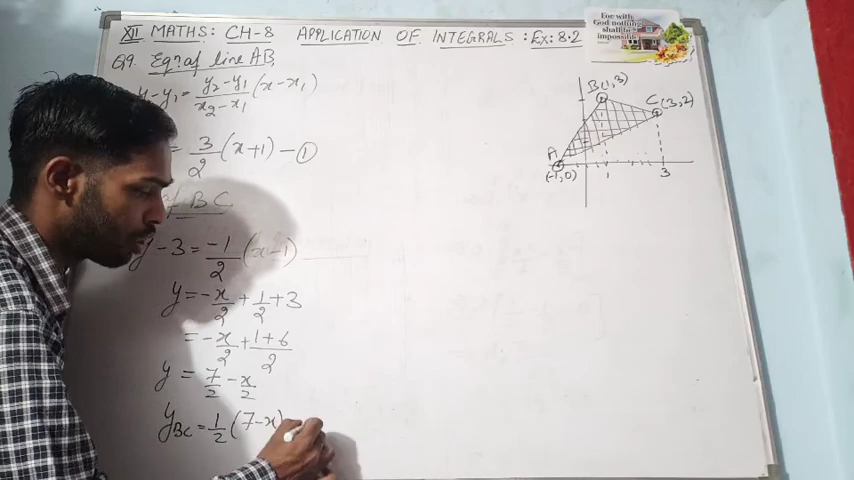 XII MATHS: CH-8 APPLICATION OF INTEGRALS: Ex: 8.2
For with
God nothing
shall be
impossible.
Q9. Eqn. of line AB
y-y₁ = y₂-y₁/x₂-x₁ (x-x₁)
= 3/2 (x+1) - ①
of BC
y-3 = -1/2 (x-1)
y = -x/2 + 1/2 + 3
= -x/2 + 1+6/2
y = 7/2 - x/2
yBC = 1/2 (7-x)
B(1,3)
C(3,2)
A
(-1,0)
1
3